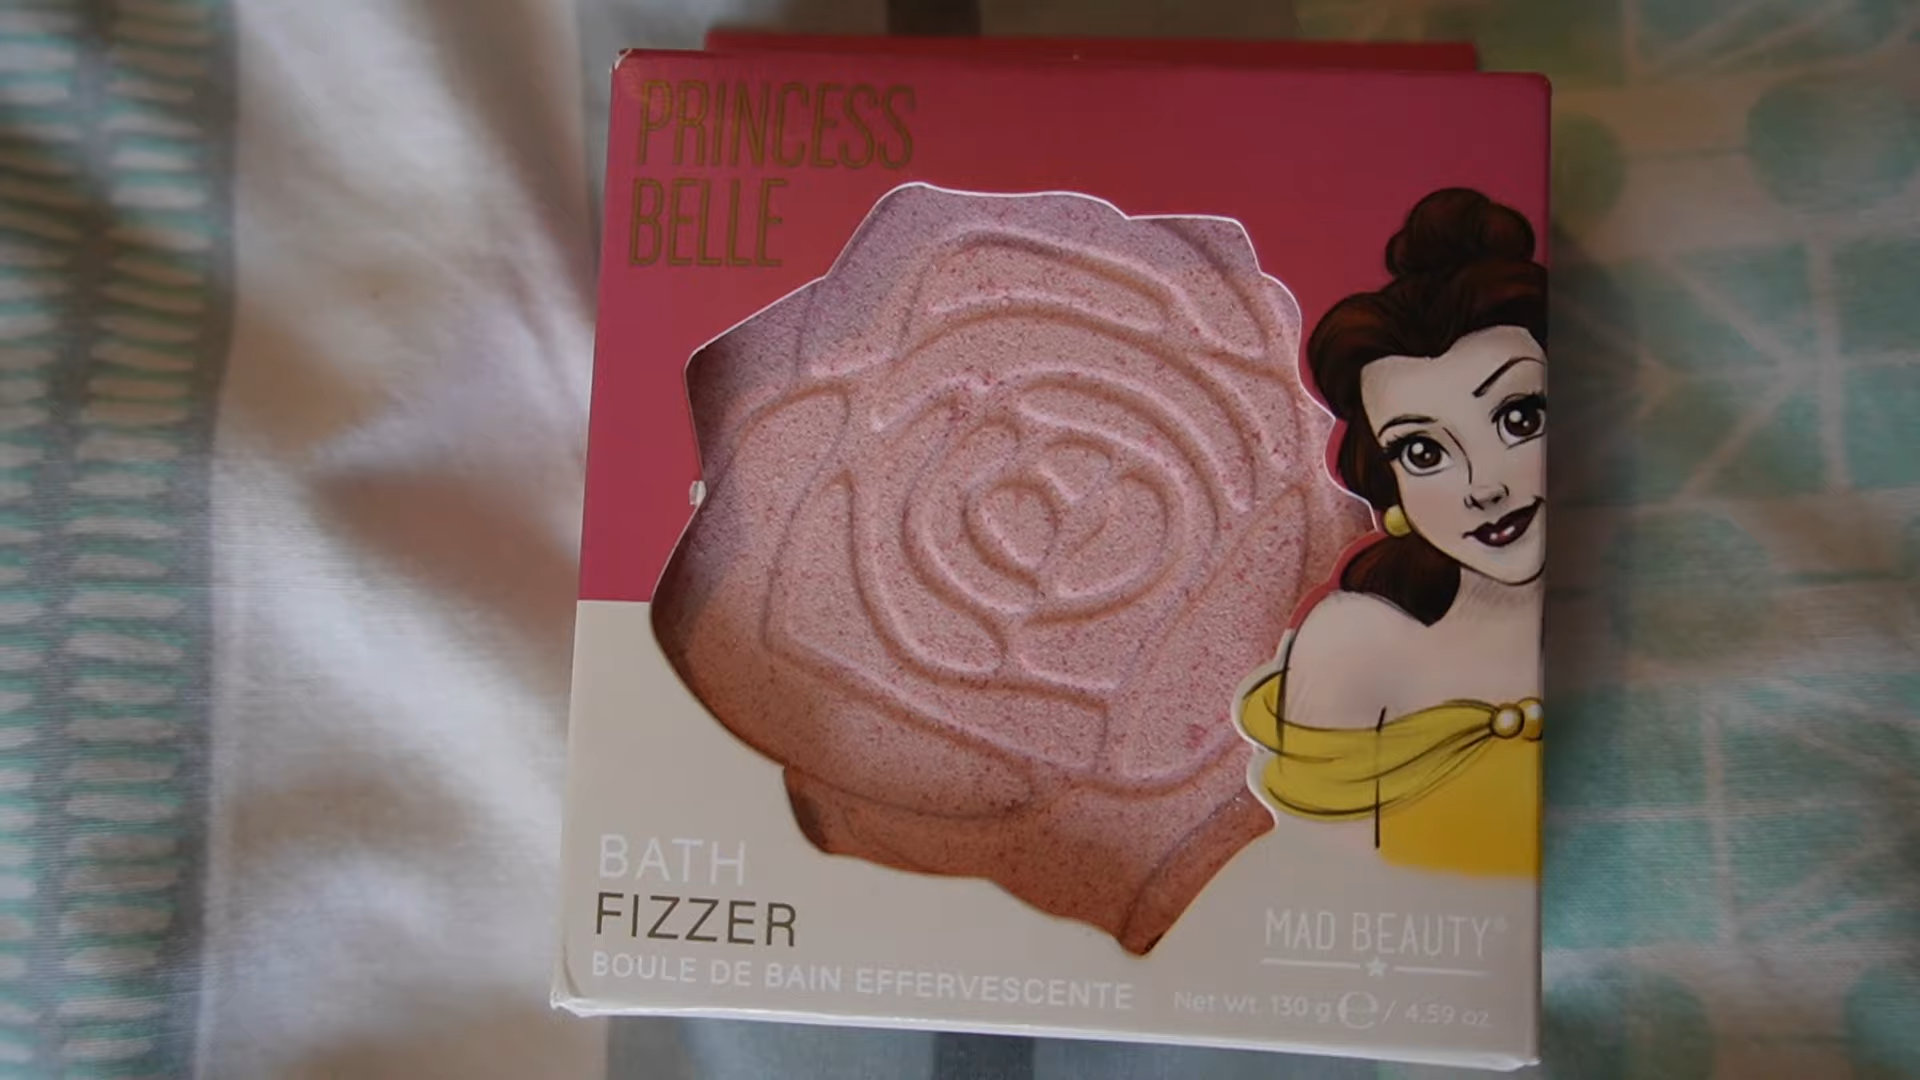 PRINCESS
BELLE
BATH
FIZZER
BOULE DE BAIN EFFERVESCENTE
MAD BEAUTY®
Net Wt. 130 g ℮ / 4.59 oz